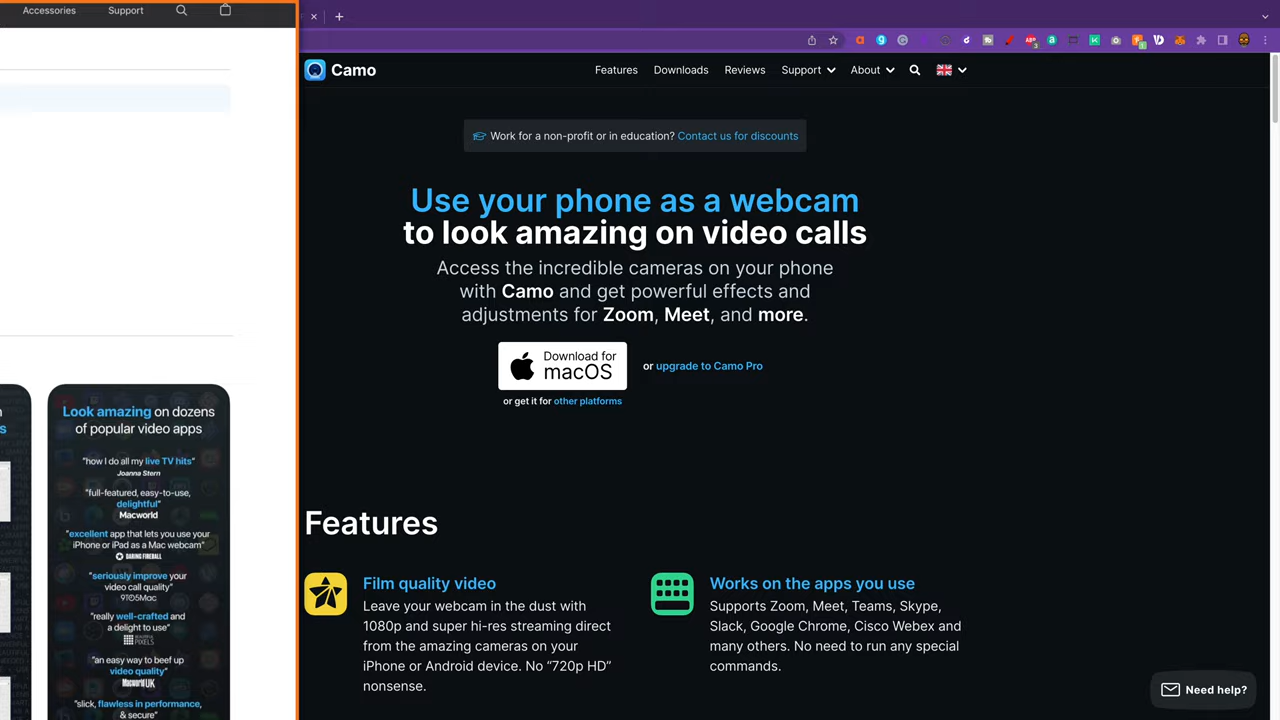 Accessories
Support
Camo
Features
Downloads
Reviews
Support
About
Work for a non-profit or in education? Contact us for discounts
Use your phone as a webcam
to look amazing on video calls
Access the incredible cameras on your phone
with Camo and get powerful effects and
adjustments for Zoom, Meet, and more.
Download for
macOS
or upgrade to Camo Pro
or get it for other platforms
Look amazing on dozens
of popular video apps
"how I do all my live TV hits"
Joanna Stern
"full-featured, easy-to-use,
delightful"
Macworld
"excellent app that lets you use your
iPhone or iPad as a Mac webcam"
DARING FIREBALL
"seriously improve your
video call quality"
9TO5Mac
"really well-crafted and
a delight to use"
BEAUTIFUL
PIXELS
"an easy way to beef up
video quality"
Macworld UK
"slick, flawless in performance,
& secure"
Features
Film quality video
Leave your webcam in the dust with
1080p and super hi-res streaming direct
from the amazing cameras on your
iPhone or Android device. No "720p HD"
nonsense.
Works on the apps you use
Supports Zoom, Meet, Teams, Skype,
Slack, Google Chrome, Cisco Webex and
many others. No need to run any special
commands.
Need help?